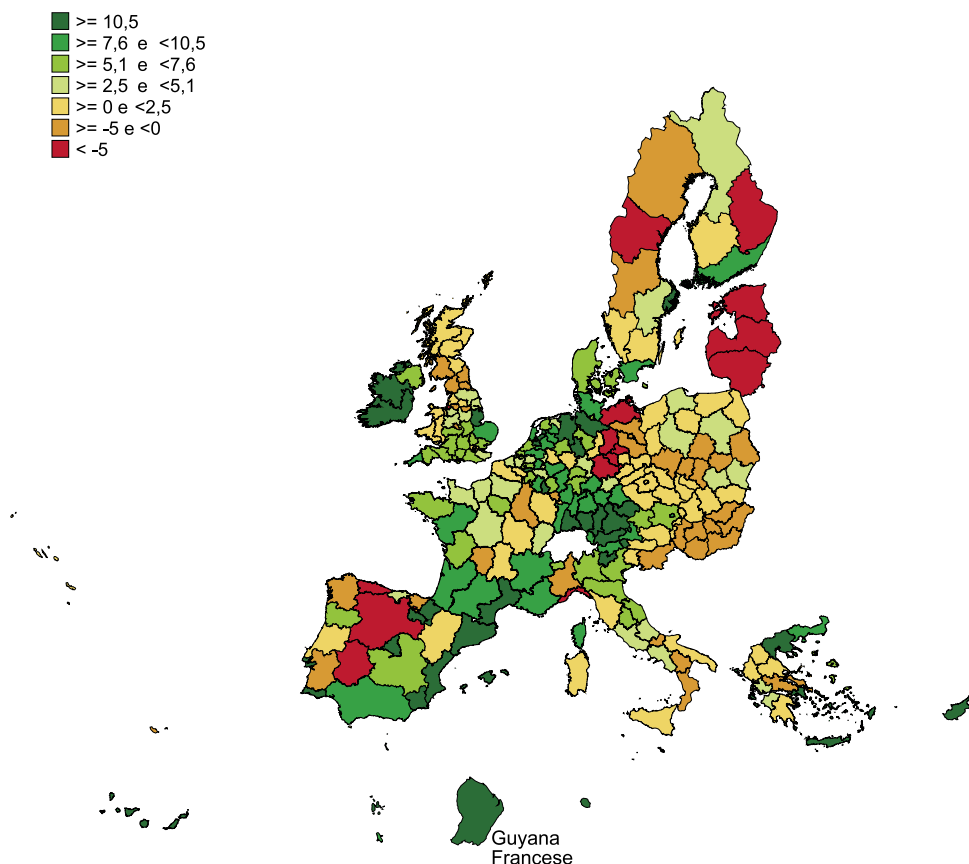 >= 10,5
>= 7,6 e <10,5
>= 5,1 e <7,6
>= 2,5 e <5,1
>= 0 e <2,5
>= -5 e <0
< -5
Guyana
Francese